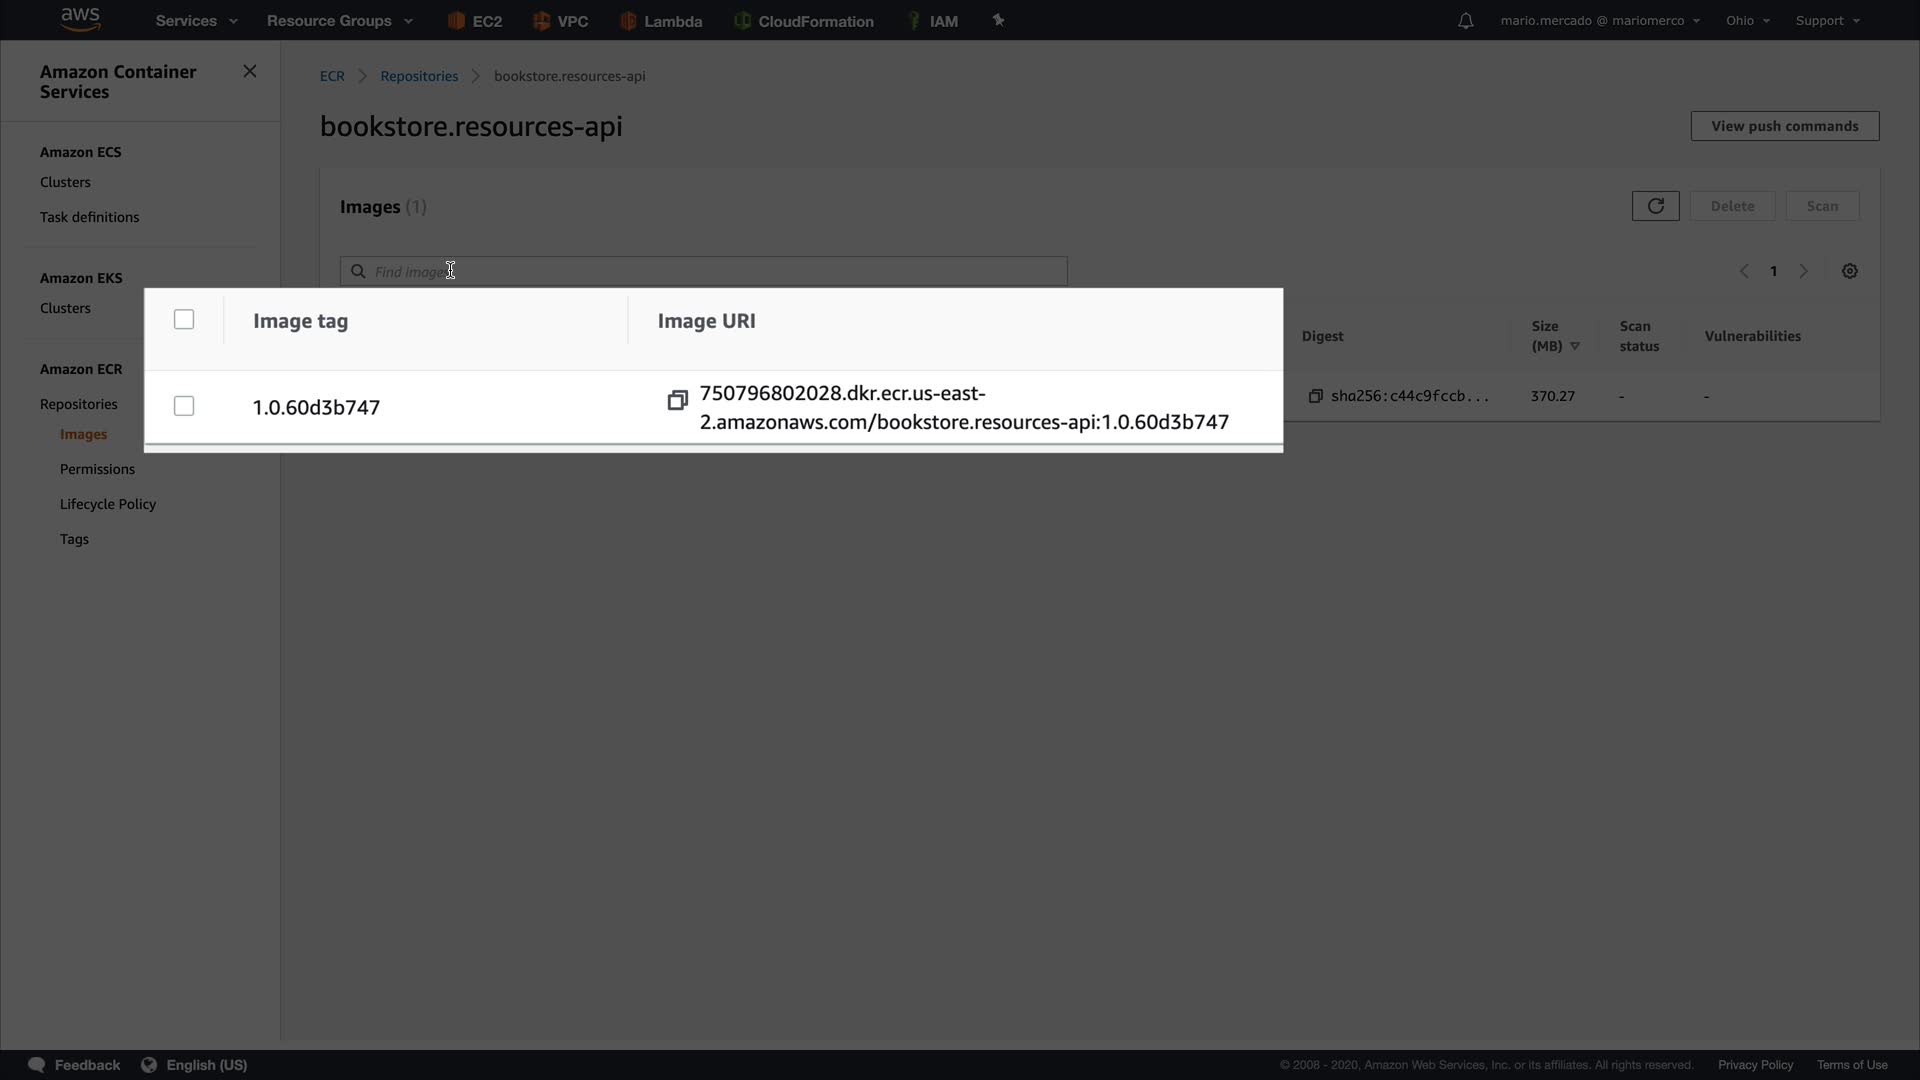 aws
Services
Resource Groups
EC2
VPC
Lambda
CloudFormation
IAM
mario.mercado @ mariomerco
Ohio
Support
Amazon Container
Services
ECR
Repositories
bookstore.resources-api
bookstore.resources-api
View push commands
Amazon ECS
Clusters
Task definitions
Images (1)
Delete
Scan
Find images
1
Amazon EKS
Clusters
Image tag
Image URI
Digest
Size
(MB)
Scan
status
Vulnerabilities
1.0.60d3b747
750796802028.dkr.ecr.us-east-
2.amazonaws.com/bookstore.resources-api:1.0.60d3b747
sha256:c44c9fccb...
370.27
-
-
Amazon ECR
Repositories
Images
Permissions
Lifecycle Policy
Tags
Feedback
English (US)
© 2008 - 2020, Amazon Web Services, Inc. or its affiliates. All rights reserved.
Privacy Policy
Terms of Use